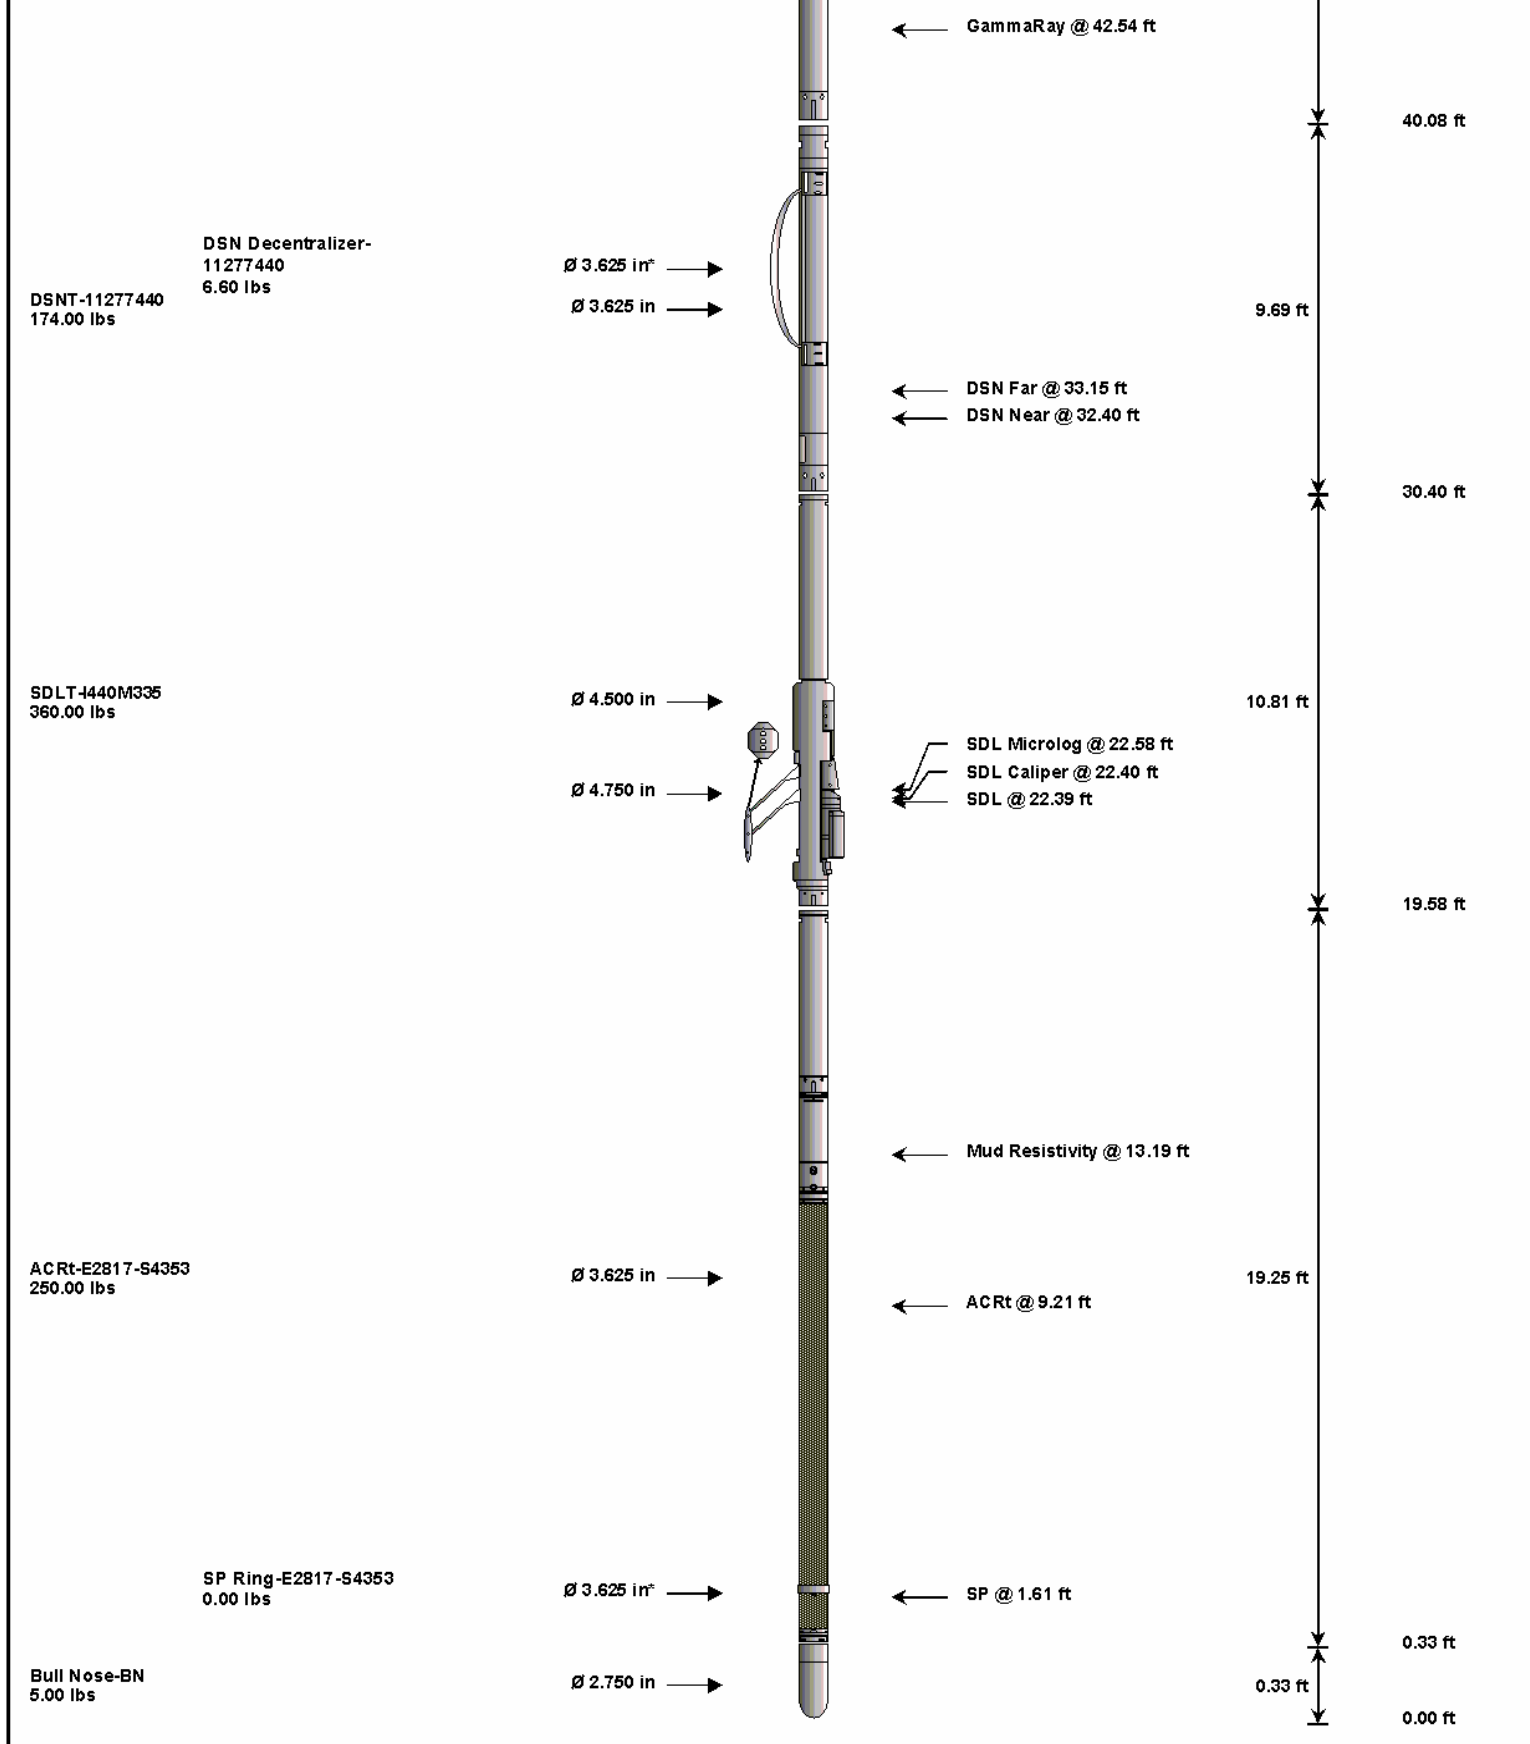 GammaRay @ 42.54 ft
40.08 ft
DSN Decentralizer-
11277440
6.60 lbs
Ø 3.625 in*
DSNT-11277440
174.00 lbs
Ø 3.625 in
9.69 ft
DSN Far @ 33.15 ft
DSN Near @ 32.40 ft
30.40 ft
SDLT-I440M335
360.00 lbs
Ø 4.500 in
10.81 ft
SDL Microlog @ 22.58 ft
SDL Caliper @ 22.40 ft
Ø 4.750 in
SDL @ 22.39 ft
19.58 ft
Mud Resistivity @ 13.19 ft
ACRt-E2817-S4353
250.00 lbs
Ø 3.625 in
19.25 ft
ACRt @ 9.21 ft
SP Ring-E2817-S4353
0.00 lbs
Ø 3.625 in*
SP @ 1.61 ft
0.33 ft
Bull Nose-BN
5.00 lbs
Ø 2.750 in
0.33 ft
0.00 ft